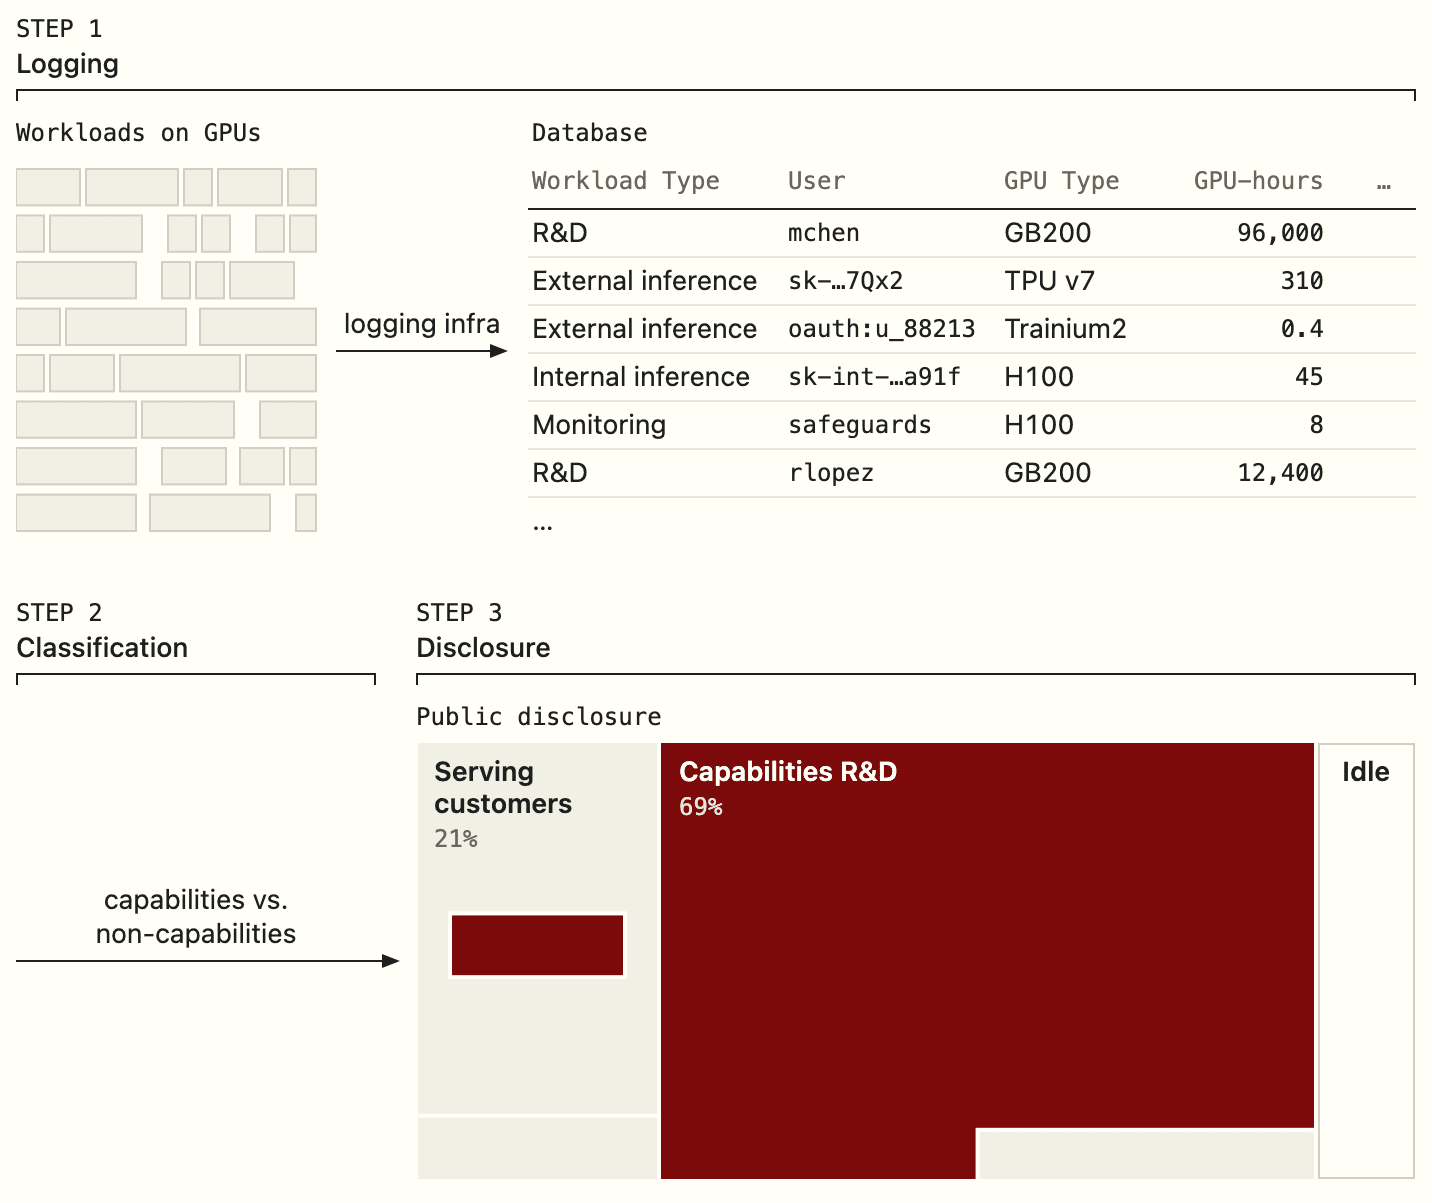 STEP 1
Logging
Workloads on GPUs
logging infra
Database
Workload Type User GPU Type GPU-hours …
R&D mchen GB200 96,000
External inference sk-…7Qx2 TPU v7 310
External inference oauth:u_88213 Trainium2 0.4
Internal inference sk-int-…a91f H100 45
Monitoring safeguards H100 8
R&D rlopez GB200 12,400
…
STEP 2
Classification
capabilities vs.
non-capabilities
STEP 3
Disclosure
Public disclosure
Serving
customers
21%
Capabilities R&D
69%
Idle